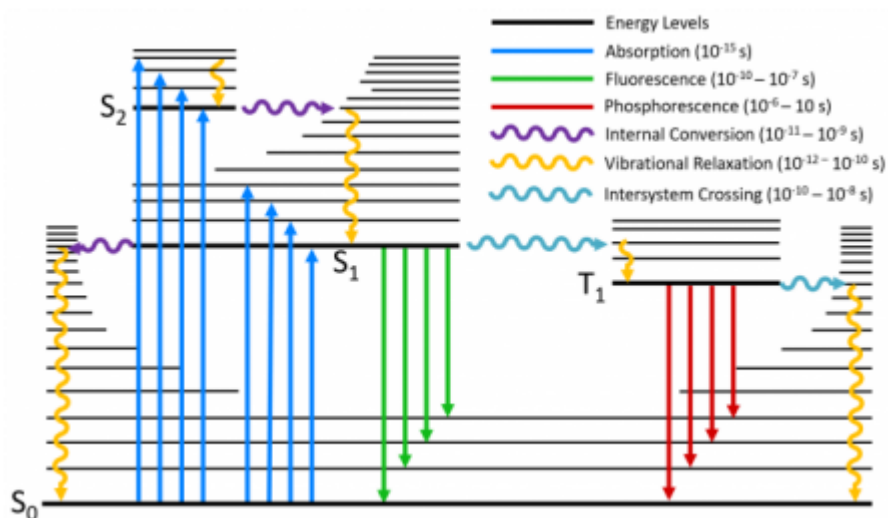 Energy Levels
Absorption (10⁻¹⁵ s)
Fluorescence (10⁻¹⁰ – 10⁻⁷ s)
Phosphorescence (10⁻⁶ – 10 s)
Internal Conversion (10⁻¹¹ – 10⁻⁹ s)
Vibrational Relaxation (10⁻¹² – 10⁻¹⁰ s)
Intersystem Crossing (10⁻¹⁰ – 10⁻⁸ s)
S₂
S₁
T₁
S₀